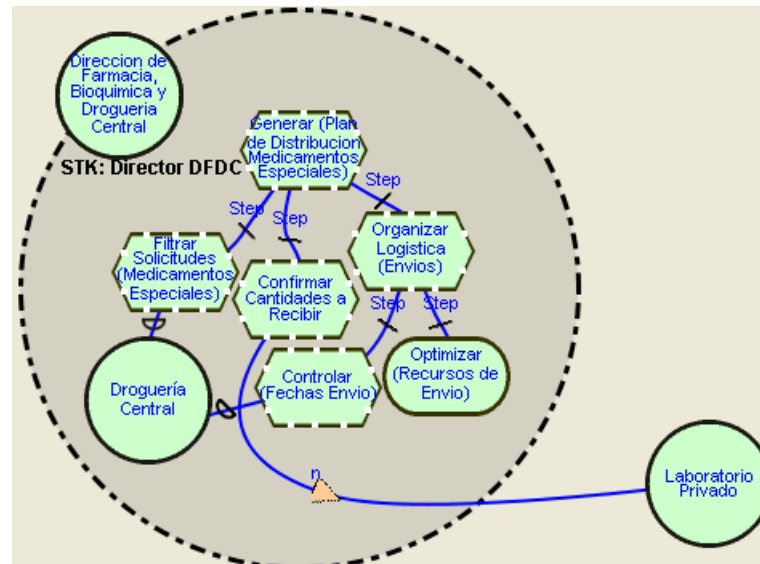 Direccion de
Farmacia,
Bioquimica y
Drogueria
Central
STK: Director DFDC
Generar (Plan
de Distribucion
Medicamentos
Especiales)
Step
Step
Step
Filtrar
Solicitudes
(Medicamentos
Especiales)
Confirmar
Cantidades a
Recibir
Organizar
Logistica
(Envios)
Step
Step
Droguería
Central
Controlar
(Fechas Envio)
Optimizar
(Recursos de
Envio)
n
Laboratorio
Privado